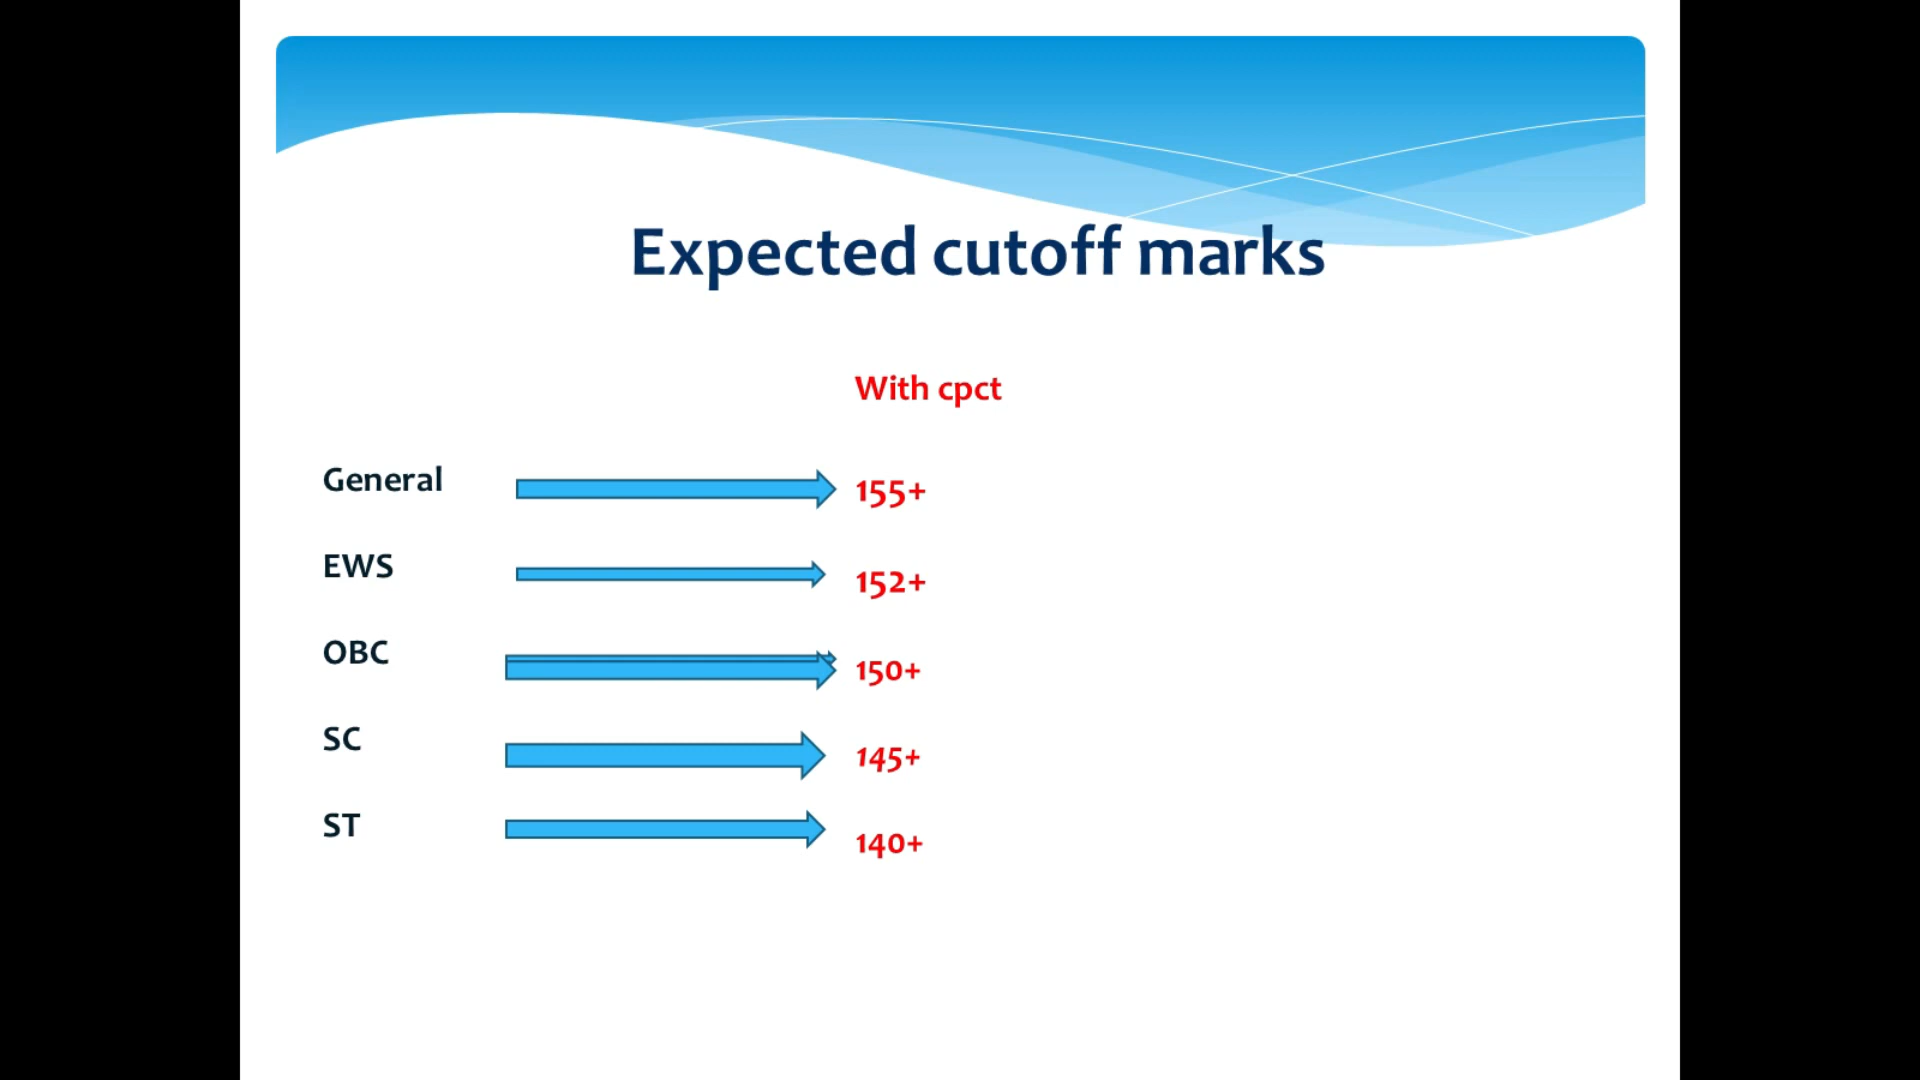 Expected cutoff marks
With cpct
General 155+
EWS 152+
OBC 150+
SC 145+
ST 140+